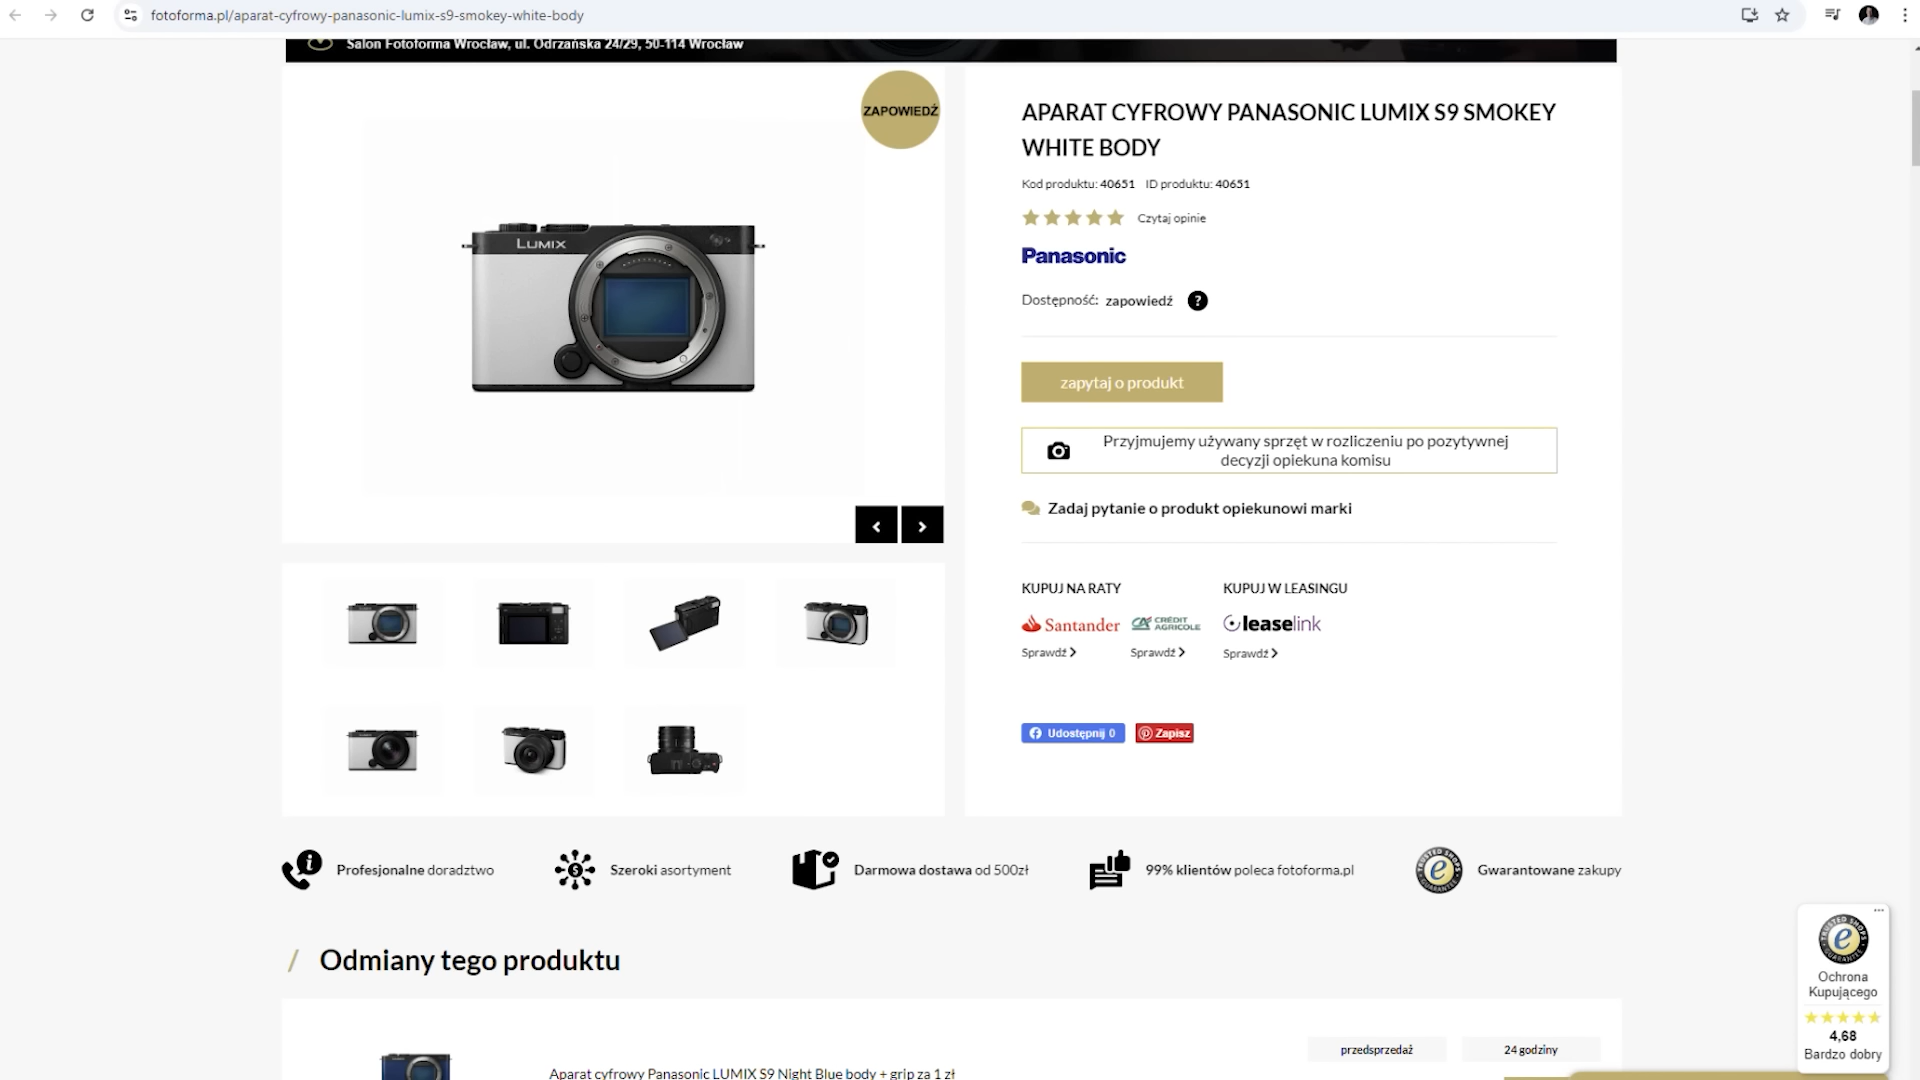 fotoforma.pl/aparat-cyfrowy-panasonic-lumix-s9-smokey-white-body
Salon Fotoforma Wrocław, ul. Odrzańska 24/29, 50-114 Wrocław
ZAPOWIEDŹ
LUMIX
APARAT CYFROWY PANASONIC LUMIX S9 SMOKEY
WHITE BODY
Kod produktu: 40651 ID produktu: 40651
Czytaj opinie
Panasonic
Dostępność: zapowiedź ?
zapytaj o produkt
Przyjmujemy używany sprzęt w rozliczeniu po pozytywnej
decyzji opiekuna komisu
Zadaj pytanie o produkt opiekunowi marki
KUPUJ NA RATY KUPUJ W LEASINGU
Santander CRÉDIT AGRICOLE leaselink
Sprawdź Sprawdź Sprawdź
Udostępnij 0 Zapisz
Profesjonalne doradztwo Szeroki asortyment Darmowa dostawa od 500zł 99% klientów poleca fotoforma.pl Gwarantowane zakupy
/ Odmiany tego produktu
TRUSTED SHOPS GUARANTEE
Ochrona
Kupującego
4,68
Bardzo dobry
przedsprzedaż 24 godziny
Aparat cyfrowy Panasonic LUMIX S9 Night Blue body + grip za 1 zł